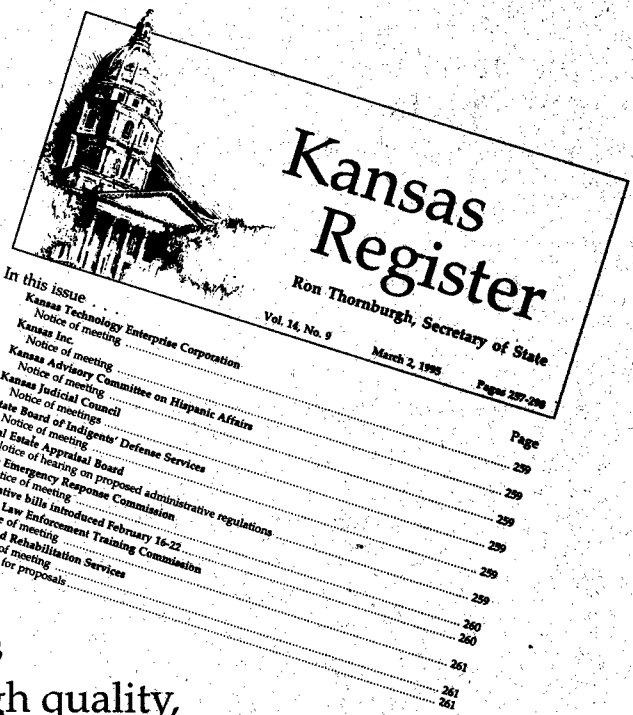 Kansas
Register
Ron Thornburgh, Secretary of State
Vol. 14, No. 9 March 2, 1995 Pages 257-298
In this issue . . . Page
Kansas Technology Enterprise Corporation
Notice of meeting 259
Kansas Inc.
Notice of meeting 259
Kansas Advisory Committee on Hispanic Affairs
Notice of meeting 259
Kansas Judicial Council
Notice of meetings 259
Board of Indigents' Defense Services
Notice of meeting 259
Estate Appraisal Board
Notice of hearing on proposed administrative regulations 259
Emergency Response Commission
of meeting 260
bills introduced February 16-22 260
Law Enforcement Training Commission
of meeting 261
Rehabilitation Services
of meeting 261
for proposals 261
quality,